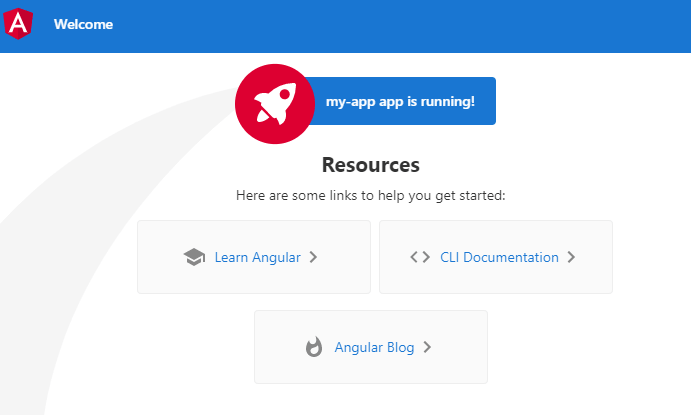 Welcome
my-app app is running!
Resources
Here are some links to help you get started:
Learn Angular
CLI Documentation
Angular Blog